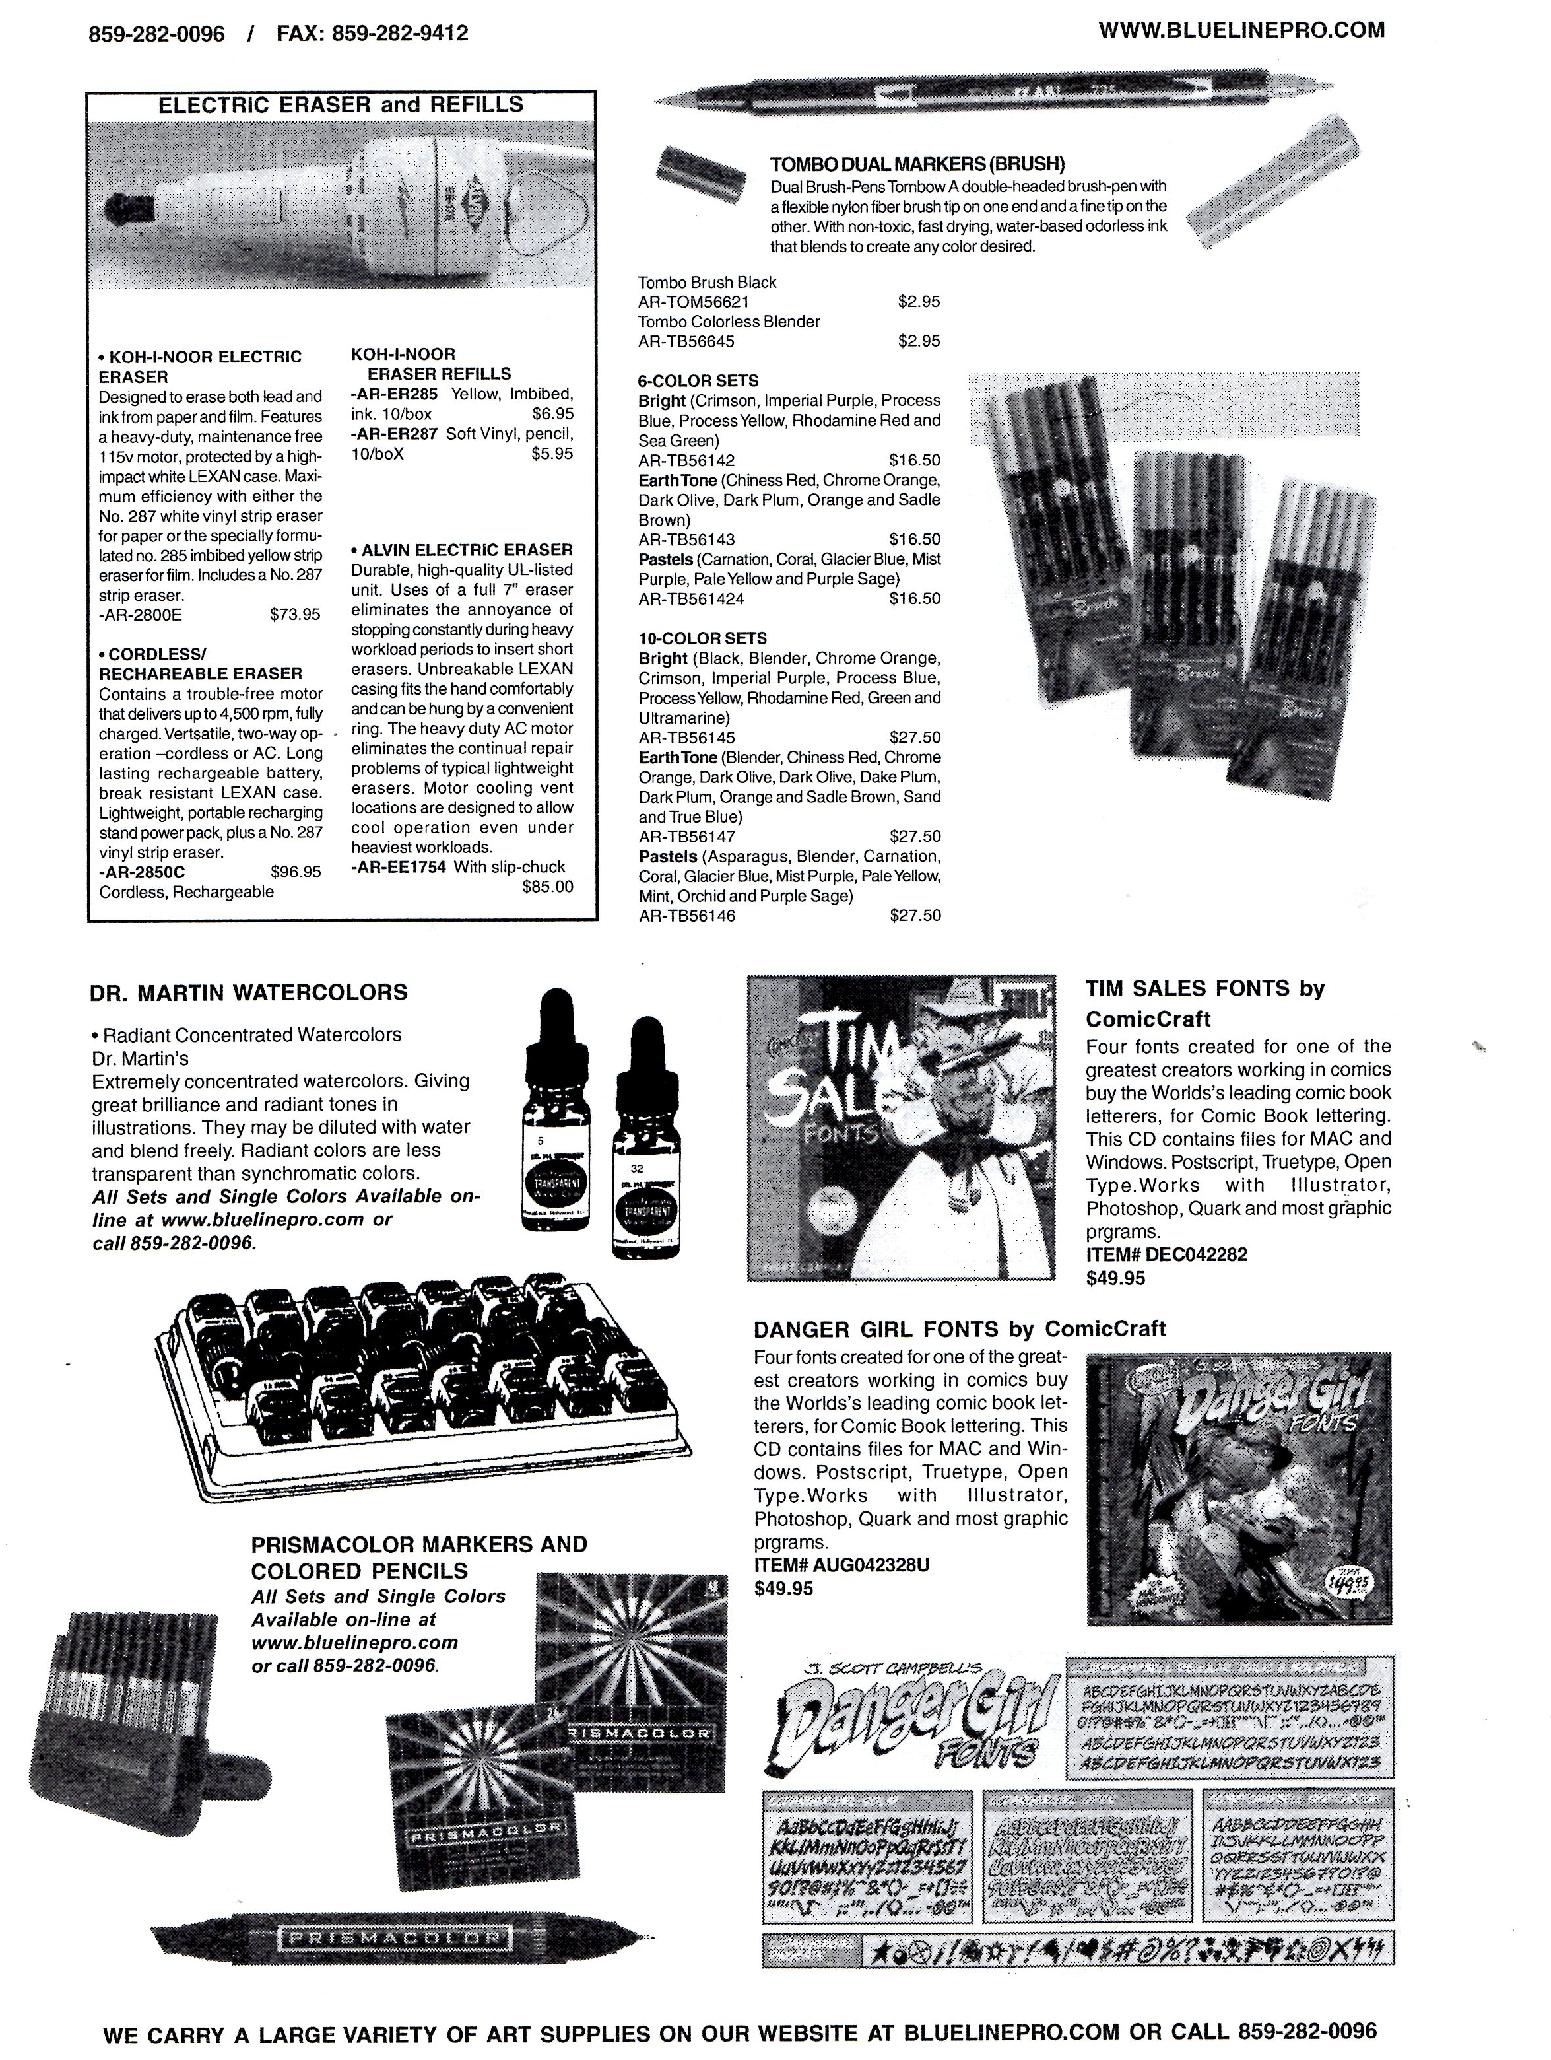 859-282-0096 / FAX: 859-282-9412
WWW.BLUELINEPRO.COM
ELECTRIC ERASER and REFILLS
• KOH-I-NOOR ELECTRIC
ERASER
Designed to erase both lead and
ink from paper and film. Features
a heavy-duty, maintenance free
115v motor, protected by a high-
impact white LEXAN case. Maxi-
mum efficiency with either the
No. 287 white vinyl strip eraser
for paper or the specially formu-
lated no. 285 imbibed yellow strip
eraser for film. Includes a No. 287
strip eraser.
-AR-2800E $73.95
• CORDLESS/
RECHAREABLE ERASER
Contains a trouble-free motor
that delivers up to 4,500 rpm, fully
charged. Vertsatile, two-way op-
eration –cordless or AC. Long
lasting rechargeable battery,
break resistant LEXAN case.
Lightweight, portable recharging
stand power pack, plus a No. 287
vinyl strip eraser.
-AR-2850C $96.95
Cordless, Rechargeable
KOH-I-NOOR
ERASER REFILLS
-AR-ER285 Yellow, Imbibed,
ink. 10/box $6.95
-AR-ER287 Soft Vinyl, pencil,
10/boX $5.95
• ALVIN ELECTRIC ERASER
Durable, high-quality UL-listed
unit. Uses of a full 7" eraser
eliminates the annoyance of
stopping constantly during heavy
workload periods to insert short
erasers. Unbreakable LEXAN
casing fits the hand comfortably
and can be hung by a convenient
ring. The heavy duty AC motor
eliminates the continual repair
problems of typical lightweight
erasers. Motor cooling vent
locations are designed to allow
cool operation even under
heaviest workloads.
-AR-EE1754 With slip-chuck
$85.00
TOMBO DUAL MARKERS (BRUSH)
Dual Brush-Pens Tombow A double-headed brush-pen with
a flexible nylon fiber brush tip on one end and a fine tip on the
other. With non-toxic, fast drying, water-based odorless ink
that blends to create any color desired.
Tombo Brush Black
AR-TOM56621 $2.95
Tombo Colorless Blender
AR-TB56645 $2.95
6-COLOR SETS
Bright (Crimson, Imperial Purple, Process
Blue, Process Yellow, Rhodamine Red and
Sea Green)
AR-TB56142 $16.50
Earth Tone (Chiness Red, Chrome Orange,
Dark Olive, Dark Plum, Orange and Sadle
Brown)
AR-TB56143 $16.50
Pastels (Carnation, Coral, Glacier Blue, Mist
Purple, Pale Yellow and Purple Sage)
AR-TB561424 $16.50
10-COLOR SETS
Bright (Black, Blender, Chrome Orange,
Crimson, Imperial Purple, Process Blue,
Process Yellow, Rhodamine Red, Green and
Ultramarine)
AR-TB56145 $27.50
Earth Tone (Blender, Chiness Red, Chrome
Orange, Dark Olive, Dark Olive, Dake Plum,
Dark Plum, Orange and Sadle Brown, Sand
and True Blue)
AR-TB56147 $27.50
Pastels (Asparagus, Blender, Carnation,
Coral, Glacier Blue, Mist Purple, Pale Yellow,
Mint, Orchid and Purple Sage)
AR-TB56146 $27.50
Brush
Brush
Brush
DR. MARTIN WATERCOLORS
• Radiant Concentrated Watercolors
Dr. Martin's
Extremely concentrated watercolors. Giving
great brilliance and radiant tones in
illustrations. They may be diluted with water
and blend freely. Radiant colors are less
transparent than synchromatic colors.
All Sets and Single Colors Available on-
line at www.bluelinepro.com or
call 859-282-0096.
5
TRANSPARENT
32
TRANSPARENT
TIM
SALE
FONTS
TIM SALES FONTS by
ComicCraft
Four fonts created for one of the
greatest creators working in comics
buy the Worlds's leading comic book
letterers, for Comic Book lettering.
This CD contains files for MAC and
Windows. Postscript, Truetype, Open
Type.Works with Illustrator,
Photoshop, Quark and most graphic
prgrams.
ITEM# DEC042282
$49.95
DANGER GIRL FONTS by ComicCraft
Four fonts created for one of the great-
est creators working in comics buy
the Worlds's leading comic book let-
terers, for Comic Book lettering. This
CD contains files for MAC and Win-
dows. Postscript, Truetype, Open
Type.Works with Illustrator,
Photoshop, Quark and most graphic
prgrams.
ITEM# AUG042328U
$49.95
Danger Girl
FONTS
$49.95
PRISMACOLOR MARKERS AND
COLORED PENCILS
All Sets and Single Colors
Available on-line at
www.bluelinepro.com
or call 859-282-0096.
PRISMACOLOR
PRISMACOLOR
PRISMACOLOR
J. SCOTT CAMPBELL'S
Danger Girl
FONTS
ABCDEFGHIJKLMNOPQRSTUVWXYZABCDE
FGHIJKLMNOPQRSTUVWXYZ123456789
ABCDEFGHIJKLMNOPQRSTUVWXYZ123
ABCDEFGHIJKLMNOPQRSTUVWXYZ123
AaBbCcDdEeFfGgHhIiJj
KkLlMmNnOoPpQqRrSsTt
UuVvWwXxYyZz1234567
WE CARRY A LARGE VARIETY OF ART SUPPLIES ON OUR WEBSITE AT BLUELINEPRO.COM OR CALL 859-282-0096